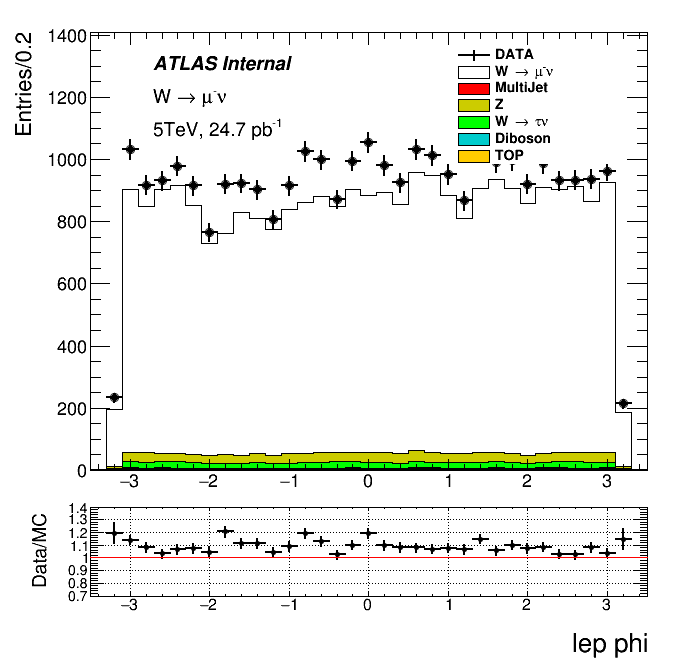 1400
1200
1000
800
600
400
200
0
Entries/0.2
ATLAS Internal
W → μ-ν
5TeV, 24.7 pb-1
DATA
W → μ-ν
MultiJet
Z
W → τν
Diboson
TOP
−3 −2 −1 0 1 2 3
1.4
1.3
1.2
1.1
1
0.9
0.8
0.7
Data/MC
−3 −2 −1 0 1 2 3
lep phi